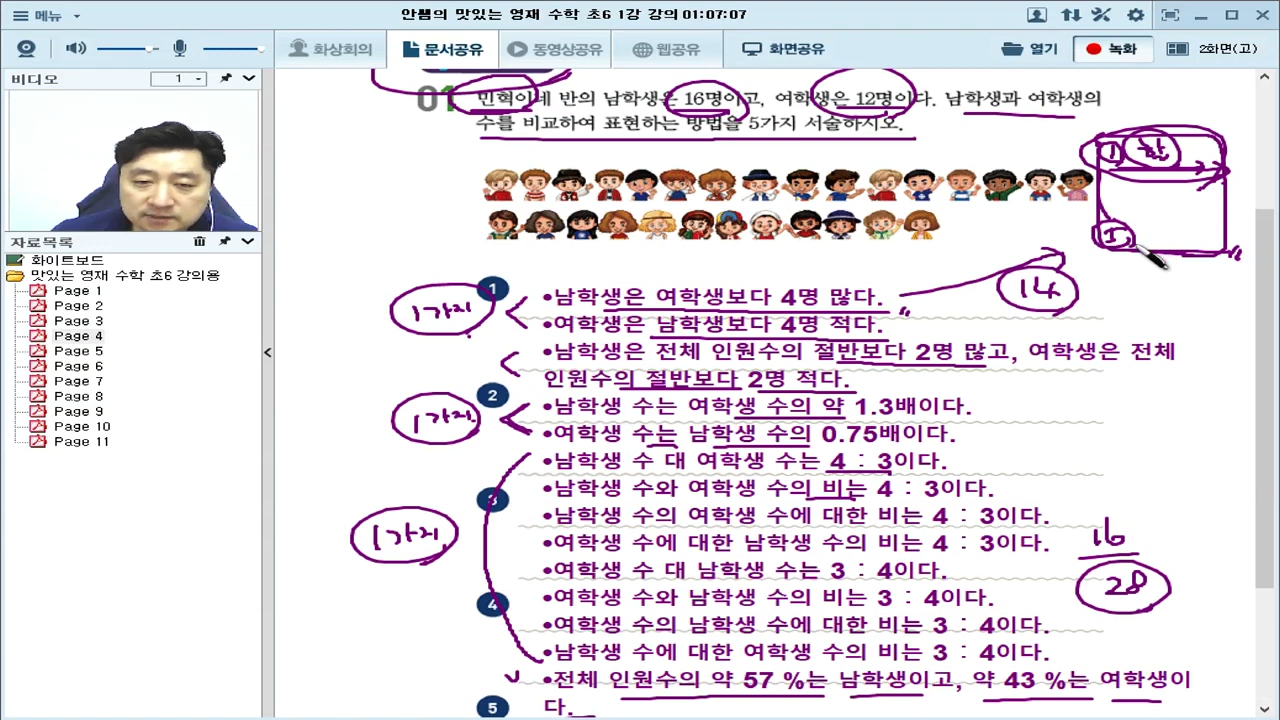 메뉴
안쌤의 맛있는 영재 수학 초6 1강 강의 01:07:07
화상회의 문서공유 동영상공유 웹공유 화면공유 열기 녹화 2화면(고)
비디오 1
자료목록
화이트보드
맛있는 영재 수학 초6 강의용
Page 1
Page 2
Page 3
Page 4
Page 5
Page 6
Page 7
Page 8
Page 9
Page 10
Page 11
01 민혁이네 반의 남학생은 16명이고, 여학생은 12명이다. 남학생과 여학생의
수를 비교하여 표현하는 방법을 5가지 서술하시오.
1
•남학생은 여학생보다 4명 많다.
14
1가지
•여학생은 남학생보다 4명 적다.
•남학생은 전체 인원수의 절반보다 2명 많고, 여학생은 전체
인원수의 절반보다 2명 적다.
2
•남학생 수는 여학생 수의 약 1.3배이다.
1가지
•여학생 수는 남학생 수의 0.75배이다.
•남학생 수 대 여학생 수는 4 : 3이다.
•남학생 수와 여학생 수의 비는 4 : 3이다.
3
•남학생 수의 여학생 수에 대한 비는 4 : 3이다.
1가지
•여학생 수에 대한 남학생 수의 비는 4 : 3이다.
16
28
•여학생 수 대 남학생 수는 3 : 4이다.
•여학생 수와 남학생 수의 비는 3 : 4이다.
4
•여학생 수의 남학생 수에 대한 비는 3 : 4이다.
•남학생 수에 대한 여학생 수의 비는 3 : 4이다.
•전체 인원수의 약 57 %는 남학생이고, 약 43 %는 여학생이
5
다.